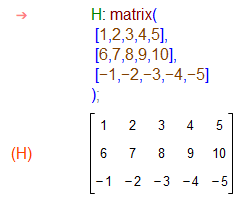 ➔ H: matrix(
[1,2,3,4,5],
[6,7,8,9,10],
[−1,−2,−3,−4,−5]
);
1 2 3 4 5
(H) 6 7 8 9 10
−1 −2 −3 −4 −5